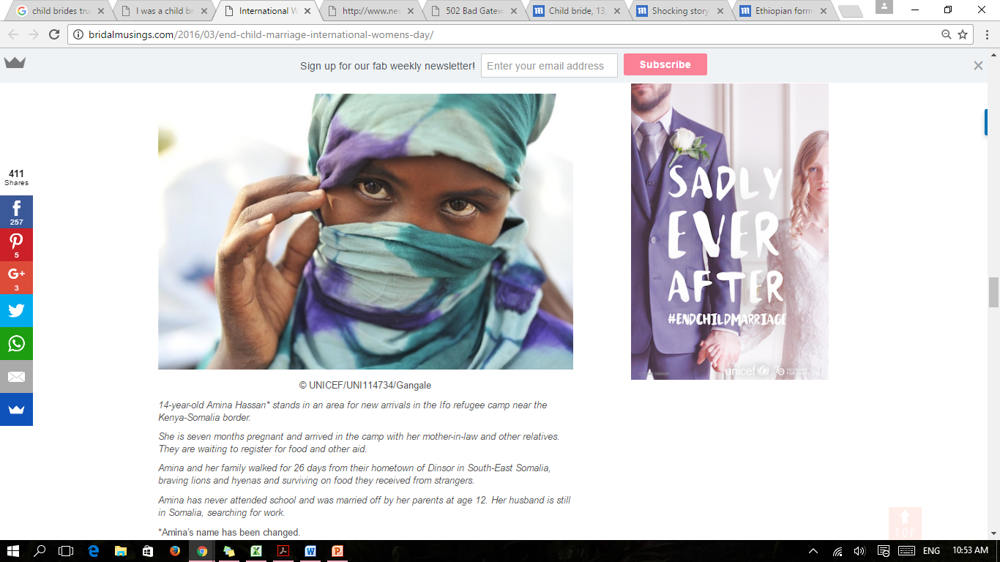 child brides tru
I was a child br
International W
http://www.nev
502 Bad Gatew
Child bride, 13,
Shocking story
Ethiopian form
bridalmusings.com/2016/03/end-child-marriage-international-womens-day/
Sign up for our fab weekly newsletter!
Enter your email address
Subscribe
411
Shares
257
5
G+
3
SADLY
EVER
AFTER
#ENDCHILDMARRIAGE
unicef
© UNICEF/UNI114734/Gangale
14-year-old Amina Hassan* stands in an area for new arrivals in the Ifo refugee camp near the
Kenya-Somalia border.
She is seven months pregnant and arrived in the camp with her mother-in-law and other relatives.
They are waiting to register for food and other aid.
Amina and her family walked for 26 days from their hometown of Dinsor in South-East Somalia,
braving lions and hyenas and surviving on food they received from strangers.
Amina has never attended school and was married off by her parents at age 12. Her husband is still
in Somalia, searching for work.
*Amina's name has been changed.
TOP
ENG
10:53 AM